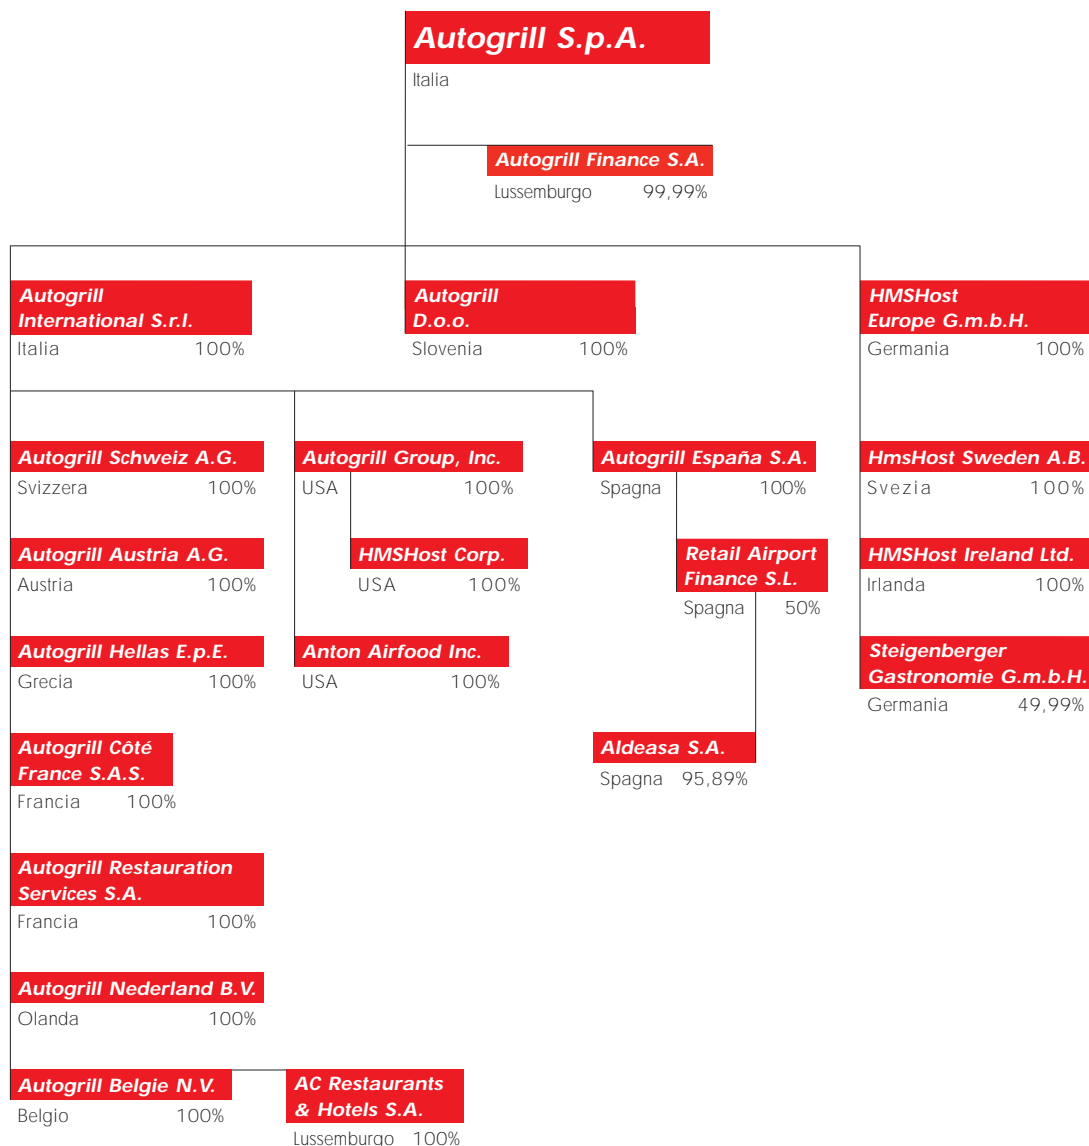 Autogrill S.p.A.
Italia
Autogrill Finance S.A.
Lussemburgo 99,99%
Autogrill
International S.r.l.
Italia 100%
Autogrill
D.o.o.
Slovenia 100%
HMSHost
Europe G.m.b.H.
Germania 100%
Autogrill Schweiz A.G.
Svizzera 100%
Autogrill Group, Inc.
USA 100%
Autogrill España S.A.
Spagna 100%
HmsHost Sweden A.B.
Svezia 100%
Autogrill Austria A.G.
Austria 100%
HMSHost Corp.
USA 100%
Retail Airport
Finance S.L.
Spagna 50%
HMSHost Ireland Ltd.
Irlanda 100%
Autogrill Hellas E.p.E.
Grecia 100%
Anton Airfood Inc.
USA 100%
Steigenberger
Gastronomie G.m.b.H.
Germania 49,99%
Autogrill Côté
France S.A.S.
Francia 100%
Aldeasa S.A.
Spagna 95,89%
Autogrill Restauration
Services S.A.
Francia 100%
Autogrill Nederland B.V.
Olanda 100%
Autogrill Belgie N.V.
Belgio 100%
AC Restaurants
& Hotels S.A.
Lussemburgo 100%